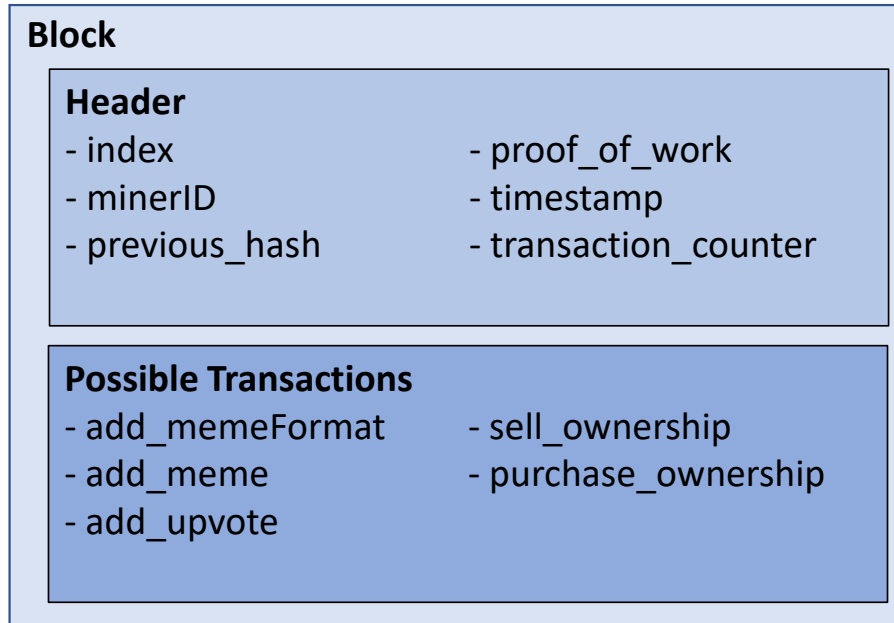 Block
Header
- index
- minerID
- previous_hash
- proof_of_work
- timestamp
- transaction_counter
Possible Transactions
- add_memeFormat
- add_meme
- add_upvote
- sell_ownership
- purchase_ownership